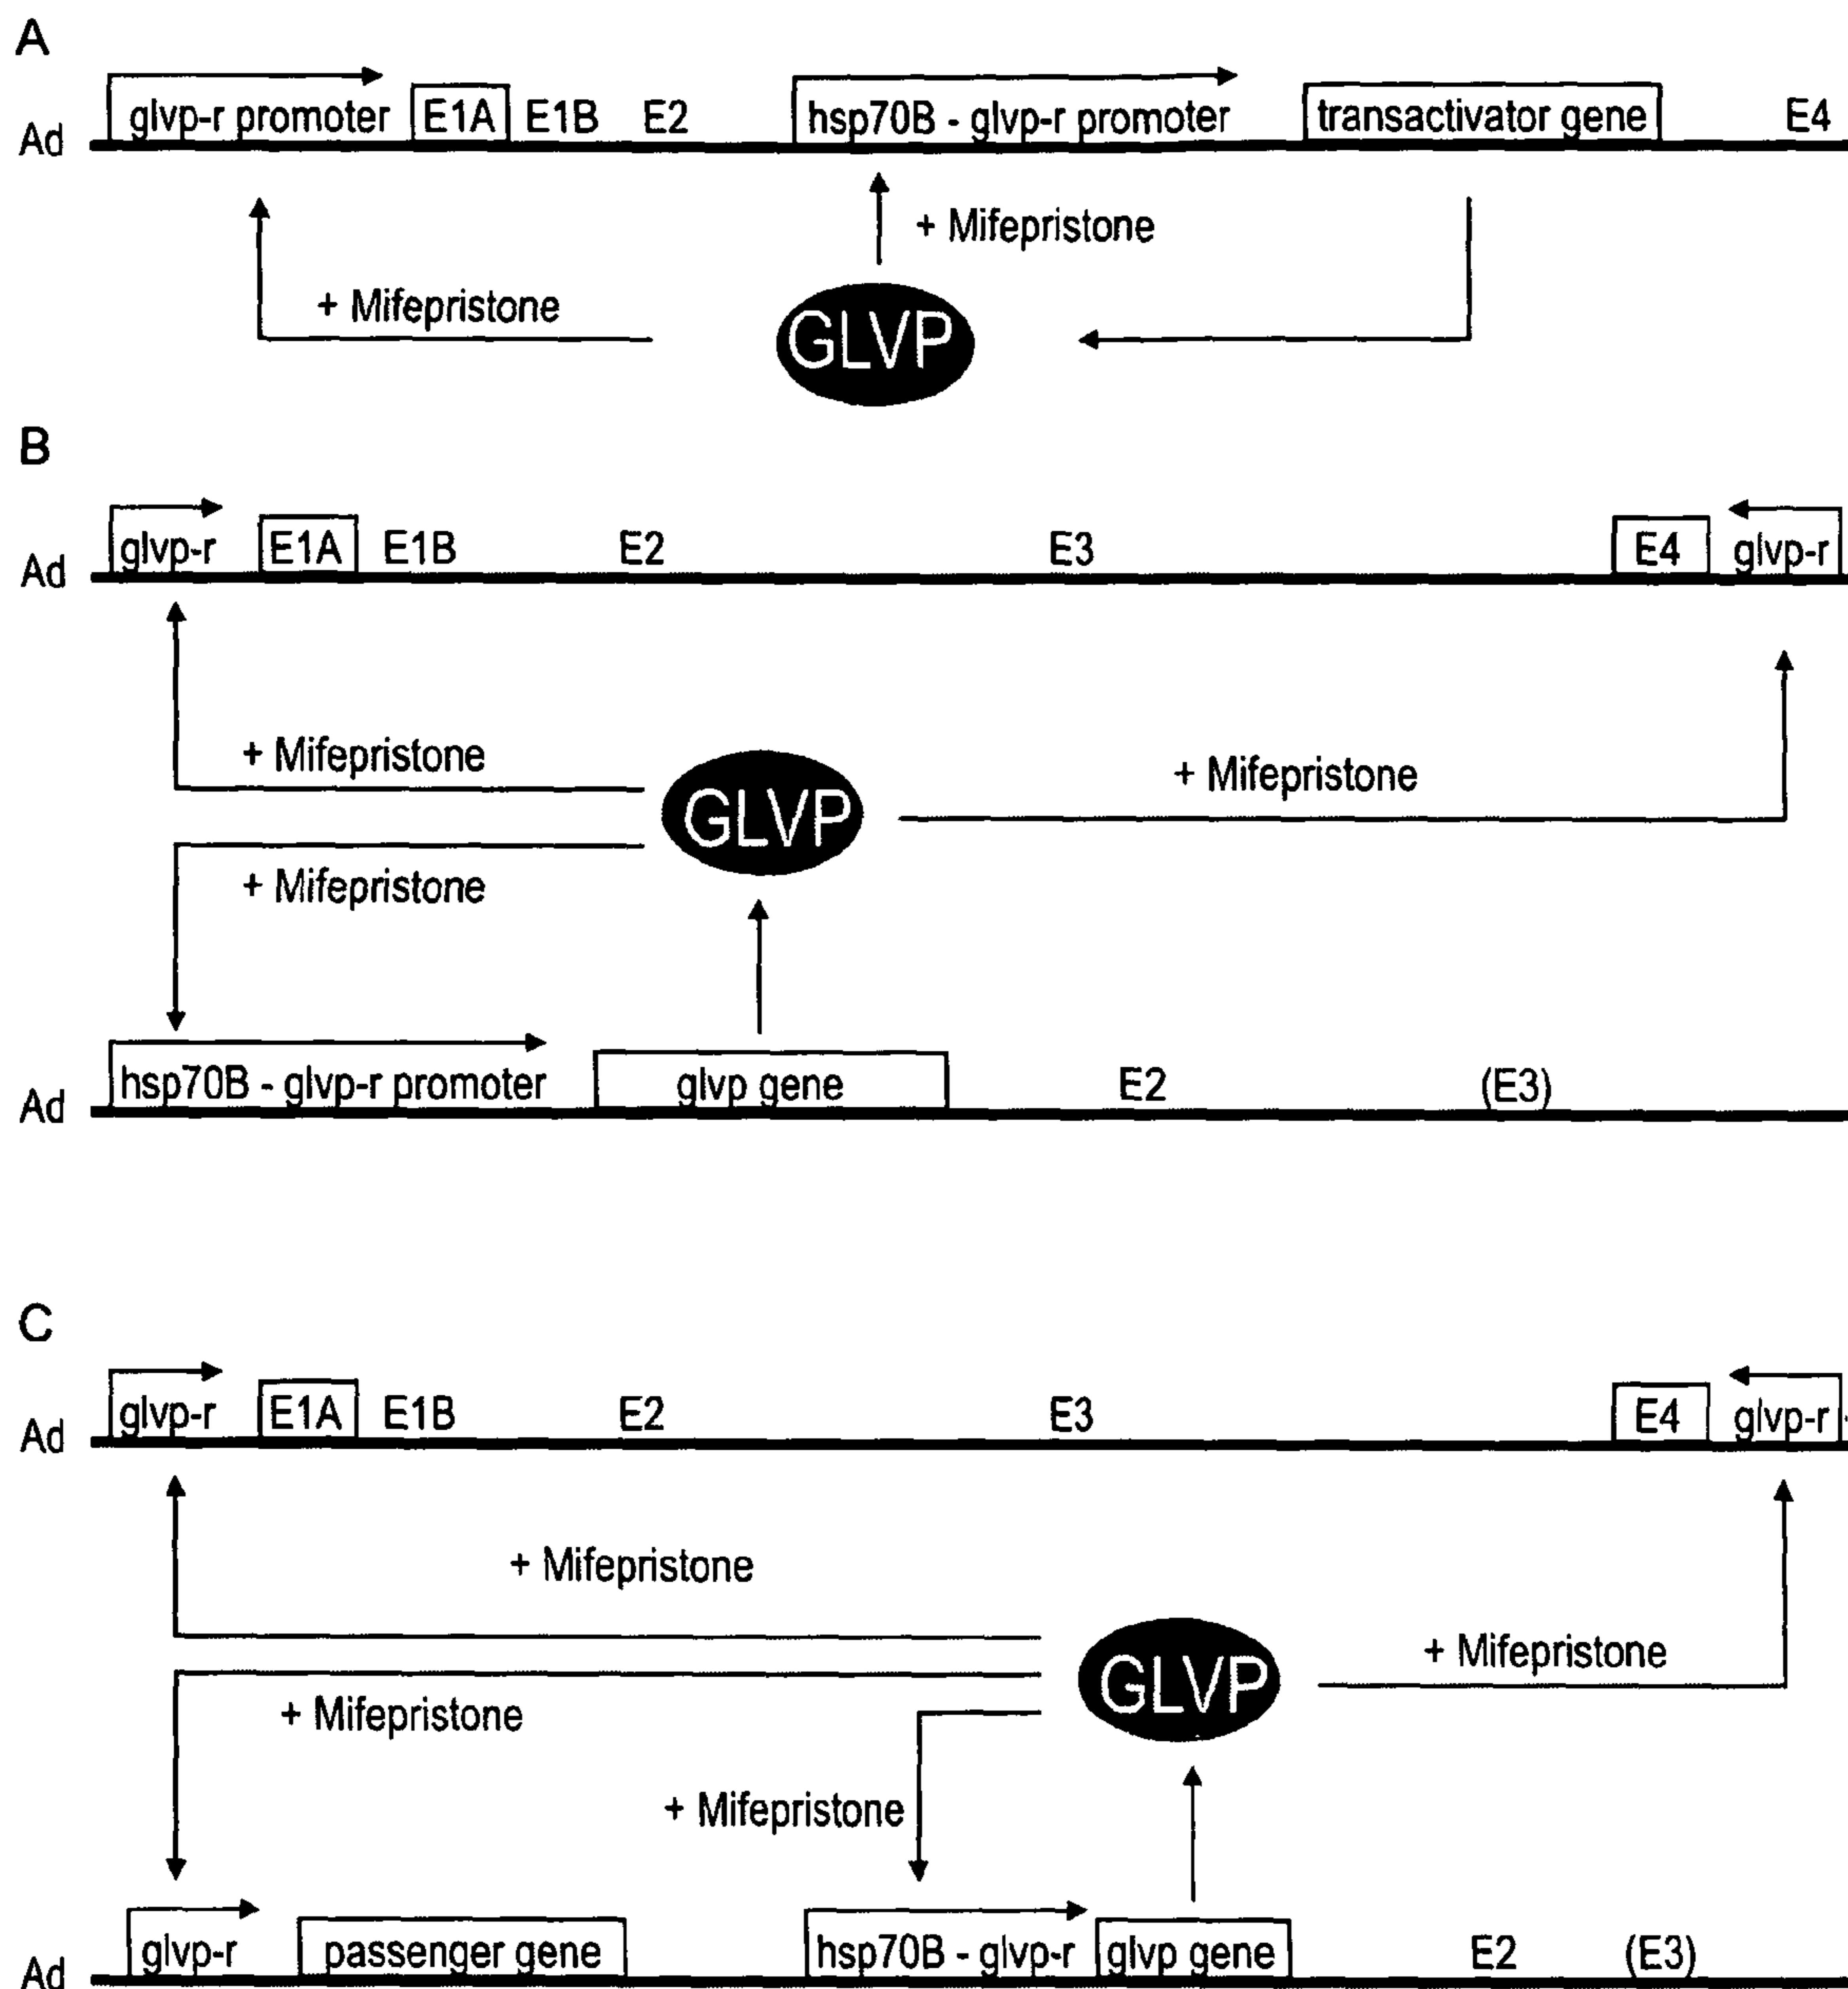 A
Ad glvp-r promoter E1A E1B E2 hsp70B - glvp-r promoter transactivator gene E4
+ Mifepristone
+ Mifepristone
GLVP
B
Ad glvp-r E1A E1B E2 E3 E4 glvp-r
+ Mifepristone
+ Mifepristone
GLVP
+ Mifepristone
Ad hsp70B - glvp-r promoter glvp gene E2 (E3)
C
Ad glvp-r E1A E1B E2 E3 E4 glvp-r
+ Mifepristone
+ Mifepristone
GLVP
+ Mifepristone
+ Mifepristone
Ad glvp-r passenger gene hsp70B - glvp-r glvp gene E2 (E3)